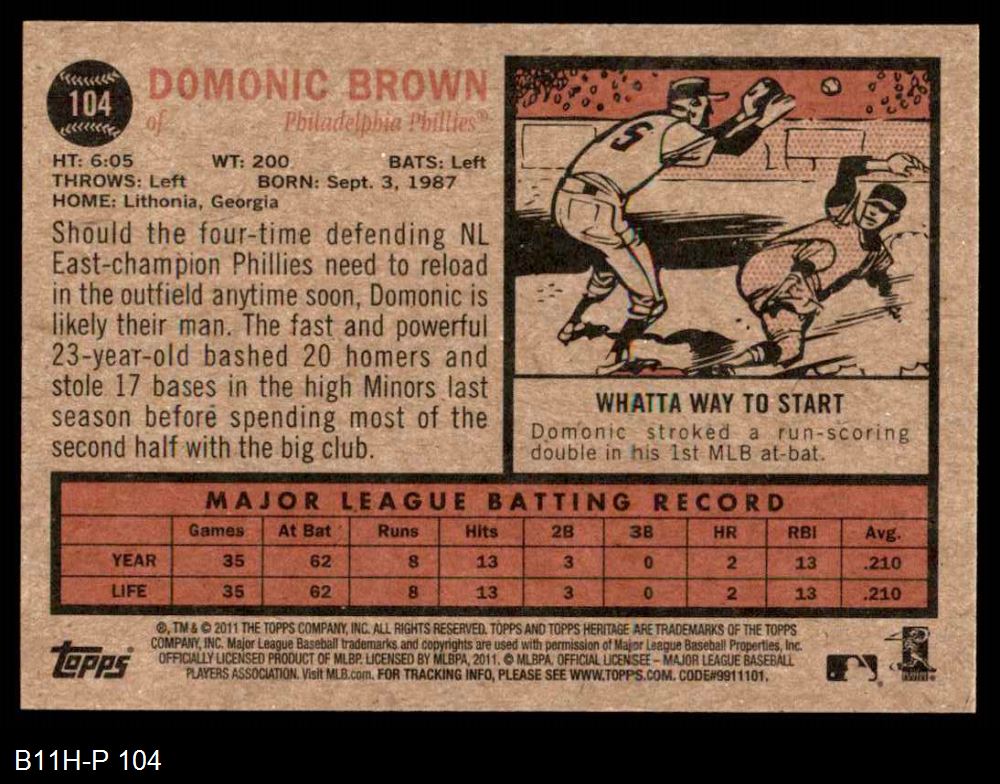 104
DOMONIC BROWN
of Philadelphia Phillies®
HT: 6:05 WT: 200 BATS: Left
THROWS: Left BORN: Sept. 3, 1987
HOME: Lithonia, Georgia
Should the four-time defending NL
East-champion Phillies need to reload
in the outfield anytime soon, Domonic is
likely their man. The fast and powerful
23-year-old bashed 20 homers and
stole 17 bases in the high Minors last
season before spending most of the
second half with the big club.
5
WHATTA WAY TO START
Domonic stroked a run-scoring
double in his 1st MLB at-bat.
MAJOR LEAGUE BATTING RECORD
Games At Bat Runs Hits 2B 3B HR RBI Avg.
YEAR 35 62 8 13 3 0 2 13 .210
LIFE 35 62 8 13 3 0 2 13 .210
topps
®, TM & © 2011 THE TOPPS COMPANY, INC. ALL RIGHTS RESERVED. TOPPS AND TOPPS HERITAGE ARE TRADEMARKS OF THE TOPPS
COMPANY, INC. Major League Baseball trademarks and copyrights are used with permission of Major League Baseball Properties, Inc.
OFFICIALLY LICENSED PRODUCT OF MLBP. LICENSED BY MLBPA, 2011. © MLBPA. OFFICIAL LICENSEE – MAJOR LEAGUE BASEBALL
PLAYERS ASSOCIATION. Visit MLB.com. FOR TRACKING INFO, PLEASE SEE WWW.TOPPS.COM. CODE#9911101.
B11H-P 104